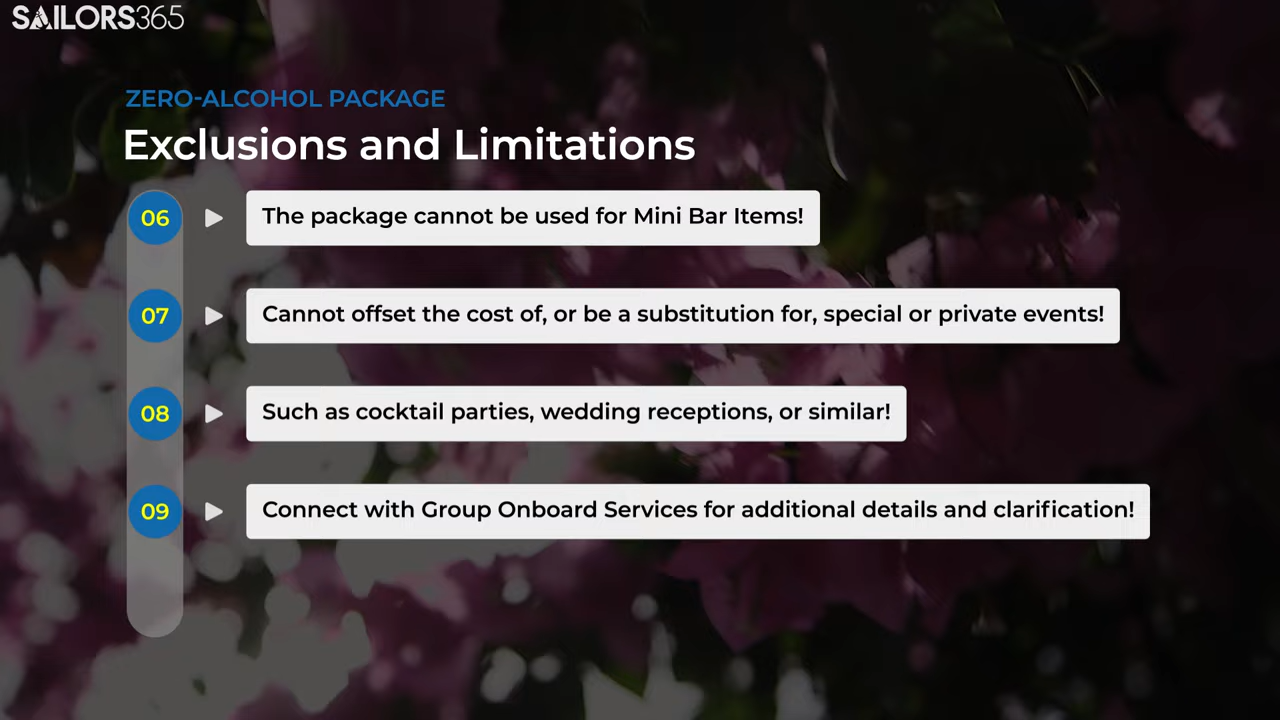 SAILORS365
ZERO-ALCOHOL PACKAGE
Exclusions and Limitations
06
The package cannot be used for Mini Bar Items!
07
Cannot offset the cost of, or be a substitution for, special or private events!
08
Such as cocktail parties, wedding receptions, or similar!
09
Connect with Group Onboard Services for additional details and clarification!